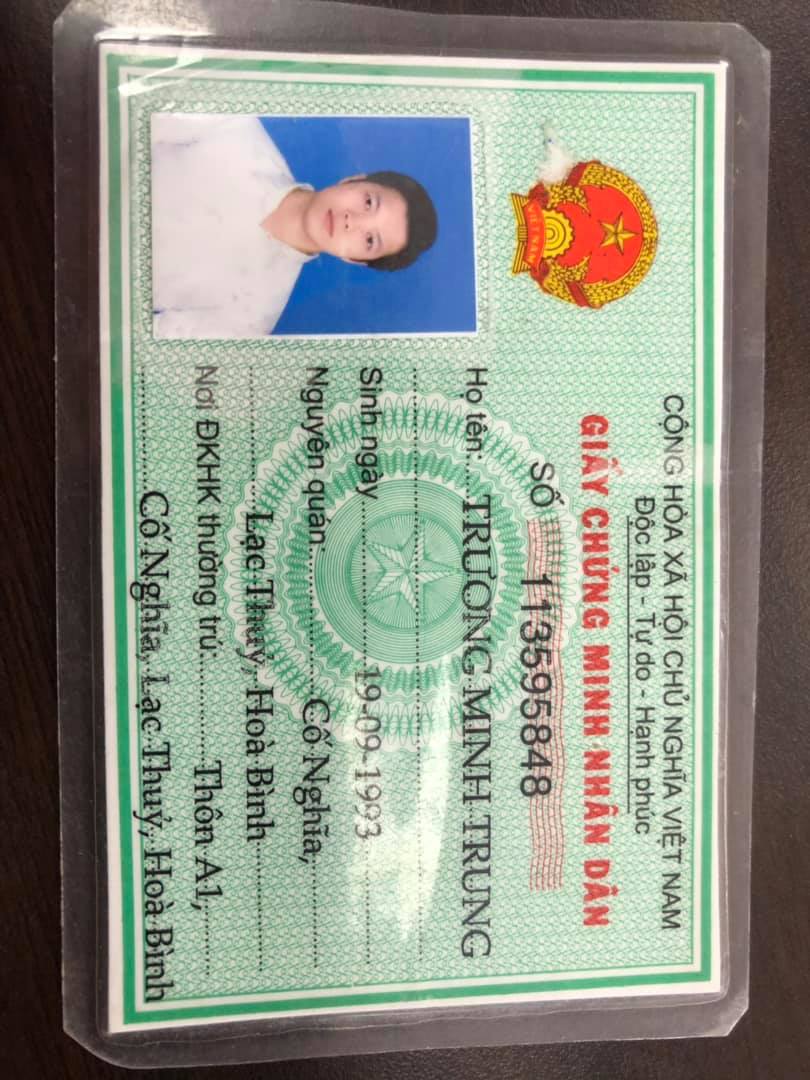 CỘNG HÒA XÃ HỘI CHỦ NGHĨA VIỆT NAM
Độc lập - Tự do - Hạnh phúc
GIẤY CHỨNG MINH NHÂN DÂN
SỐ 113595848
VIỆT NAM
Họ tên: TRƯƠNG MINH TRUNG
Sinh ngày 19-09-1993
Nguyên quán: Cố Nghĩa,
Lạc Thuỷ, Hoà Bình
Nơi ĐKHK thường trú: Thôn A1,
Cố Nghĩa, Lạc Thuỷ, Hoà Bình